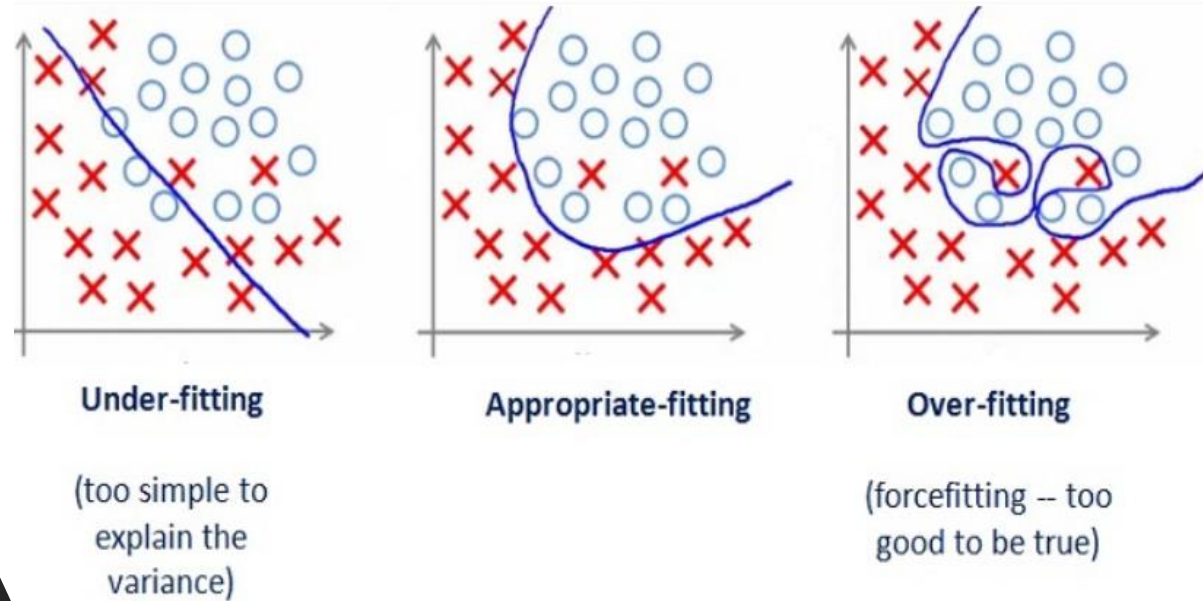 Under-fitting
(too simple to
explain the
variance)
Appropriate-fitting
Over-fitting
(forcefitting -- too
good to be true)